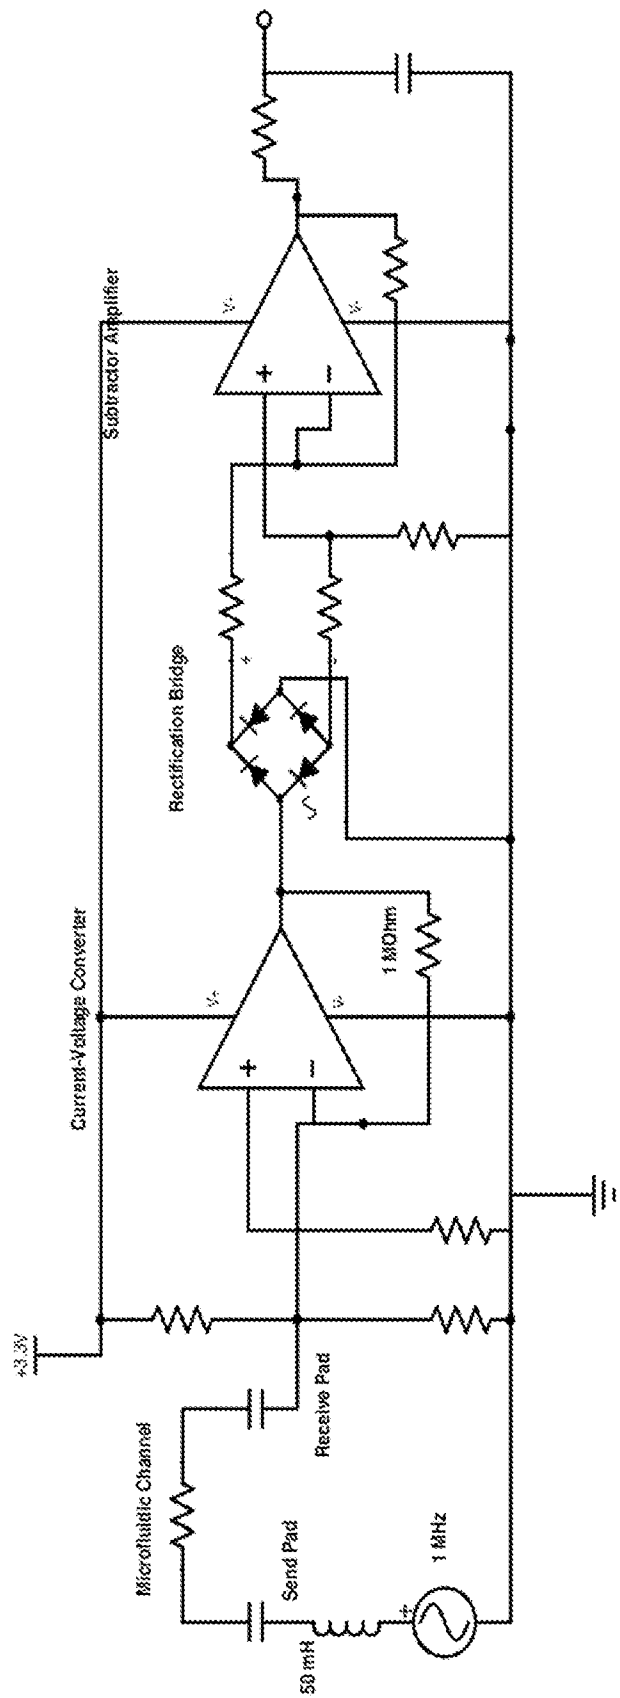 +3.3V
Microfluidic Channel
Send Pad
50 mH
+
1 MHz
Receive Pad
Current-Voltage Converter
+
−
V+
V-
1 MOhm
Rectification Bridge
+
-
Subtractor Amplifier
+
−
V+
V-